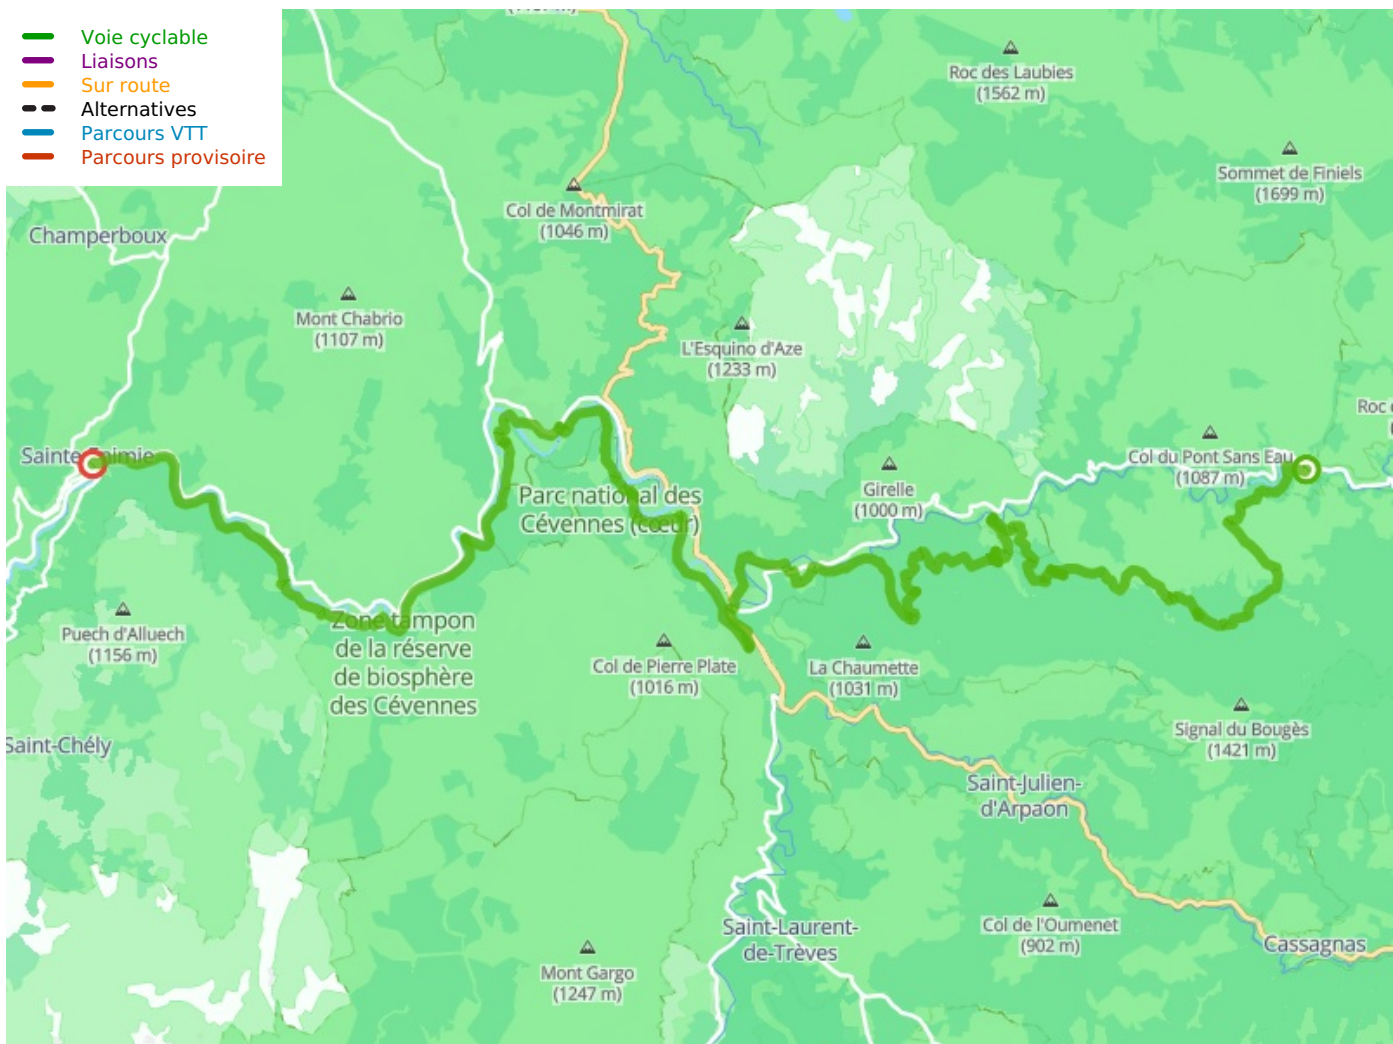 Voie cyclable
Liaisons
Sur route
Alternatives
Parcours VTT
Parcours provisoire
Roc des Laubies
(1562 m)
Sommet de Finiels
(1699 m)
Col de Montmirat
(1046 m)
Champerboux
Mont Chabrio
(1107 m)
L'Esquino d'Aze
(1233 m)
Roc
Col du Pont Sans Eau
(1087 m)
Girelle
(1000 m)
Parc national des
Cévennes (cœur)
Zone tampon
de la réserve
de biosphère
des Cévennes
Puech d'Alluech
(1156 m)
Col de Pierre Plate
(1016 m)
La Chaumette
(1031 m)
Signal du Bougès
(1421 m)
Saint-Chély
Saint-Julien-
d'Arpaon
Saint-Laurent-
de-Trèves
Col de l'Oumenet
(902 m)
Cassagnas
Mont Gargo
(1247 m)